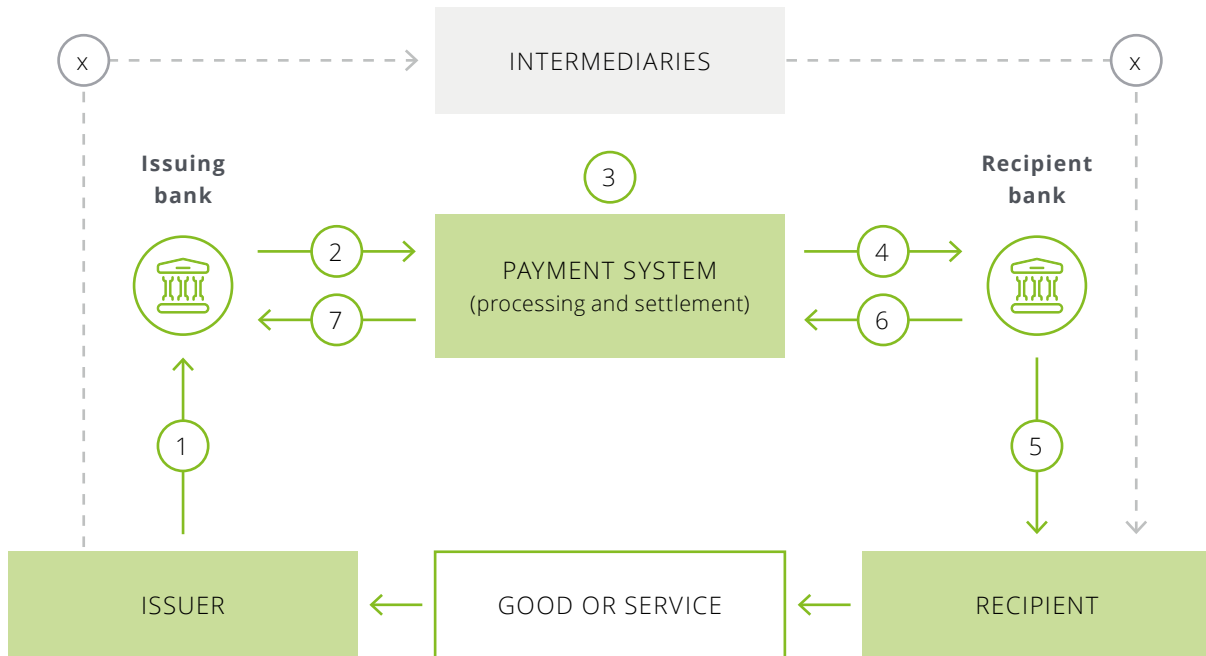 x
INTERMEDIARIES
x
Issuing
bank
3
Recipient
bank
2
PAYMENT SYSTEM
(processing and settlement)
4
7
6
1
5
ISSUER
GOOD OR SERVICE
RECIPIENT